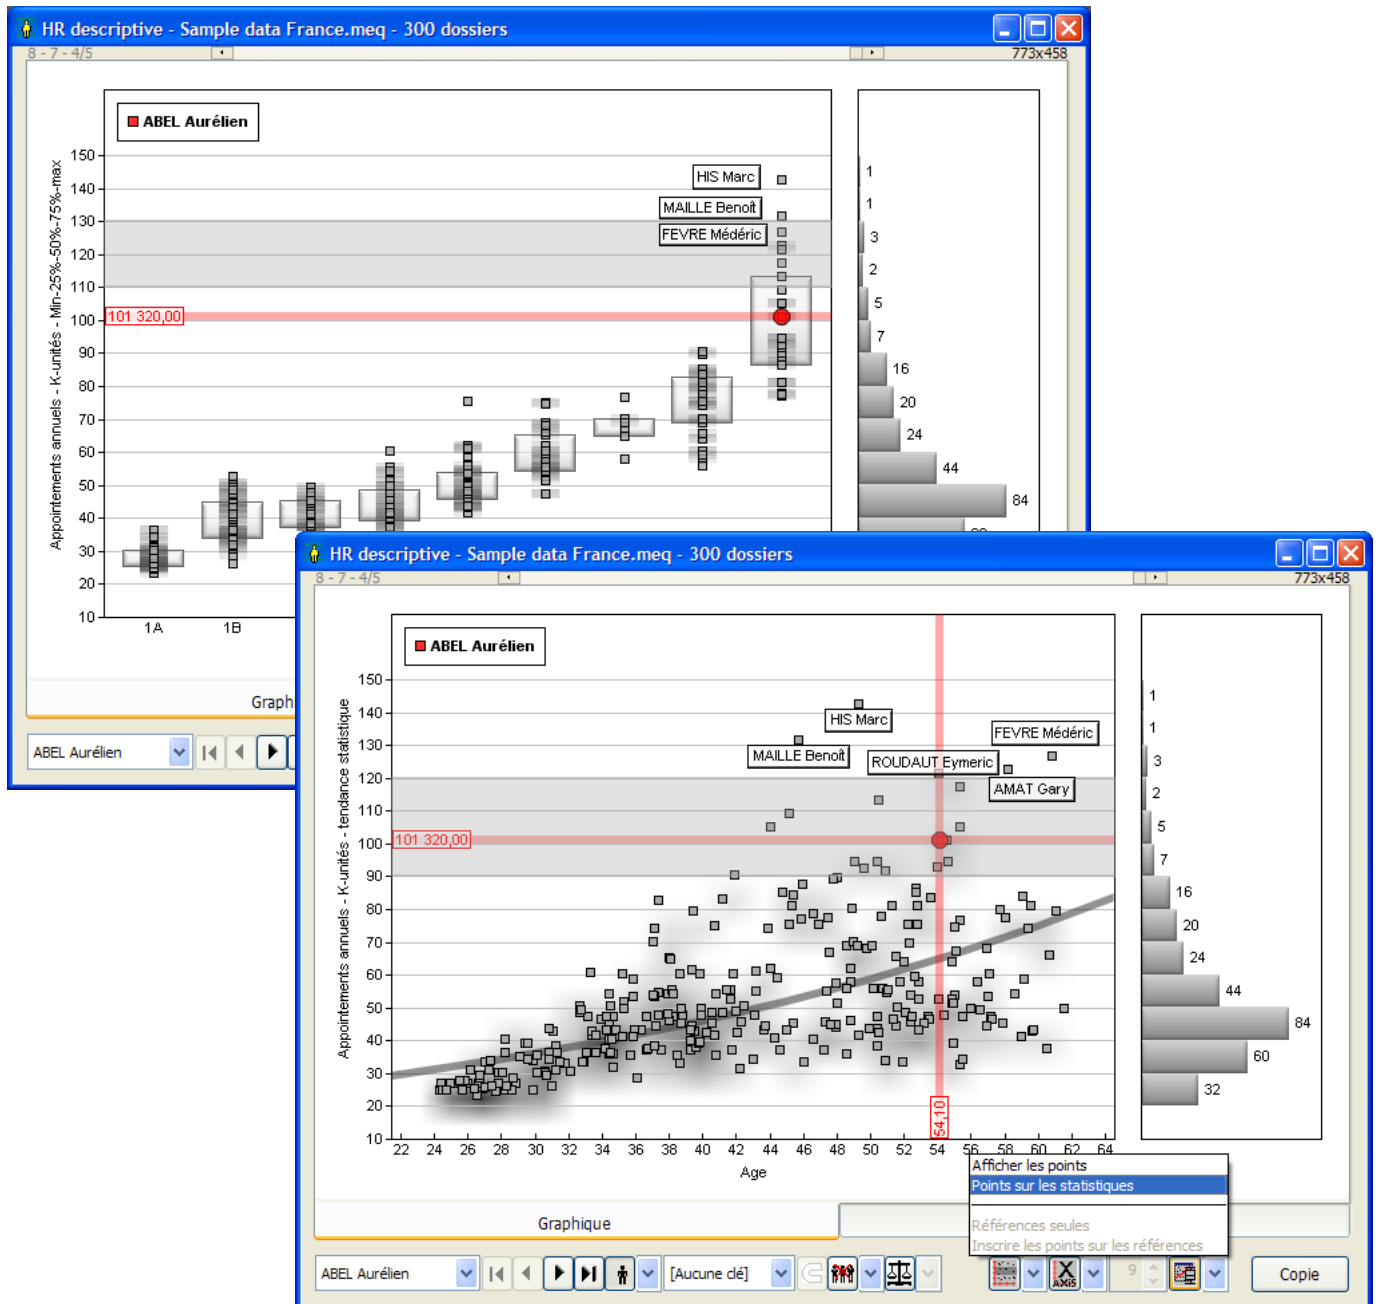 HR descriptive - Sample data France.meq - 300 dossiers
8 - 7 - 4/5
773x458
ABEL Aurélien
Appointements annuels - K-unités - Min-25%-50%-75%-max
150
140
130
120
110
100
90
80
70
60
50
40
30
20
10
HIS Marc
MAILLE Benoît
FEVRE Médéric
101 320,00
1A
1B
1
1
3
2
5
7
16
20
24
44
84
Graph
ABEL Aurélien
HR descriptive - Sample data France.meq - 300 dossiers
8 - 7 - 4/5
773x458
ABEL Aurélien
Appointements annuels - K-unités - tendance statistique
150
140
130
120
110
100
90
80
70
60
50
40
30
20
10
HIS Marc
MAILLE Benoît
FEVRE Médéric
ROUDAUT Eymeric
AMAT Gary
101 320,00
54,10
22 24 26 28 30 32 34 36 38 40 42 44 46 48 50 52 54 56 58 60 62 64
Age
1
1
3
2
5
7
16
20
24
44
84
60
32
Afficher les points
Points sur les statistiques
Références seules
Inscrire les points sur les références
Graphique
ABEL Aurélien
[Aucune clé]
X
AXIS
9
Copie